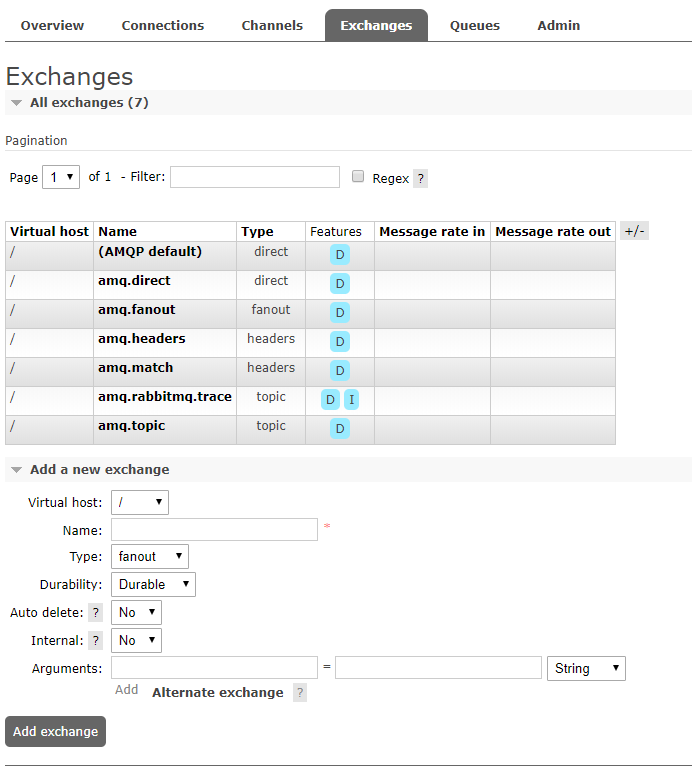 Overview Connections Channels Exchanges Queues Admin
Exchanges
All exchanges (7)
Pagination
Page 1 of 1 - Filter: Regex ?
Virtual host Name Type Features Message rate in Message rate out +/-
/ (AMQP default) direct D
/ amq.direct direct D
/ amq.fanout fanout D
/ amq.headers headers D
/ amq.match headers D
/ amq.rabbitmq.trace topic D I
/ amq.topic topic D
Add a new exchange
Virtual host: /
Name: *
Type: fanout
Durability: Durable
Auto delete: ? No
Internal: ? No
Arguments: = String
Add Alternate exchange ?
Add exchange